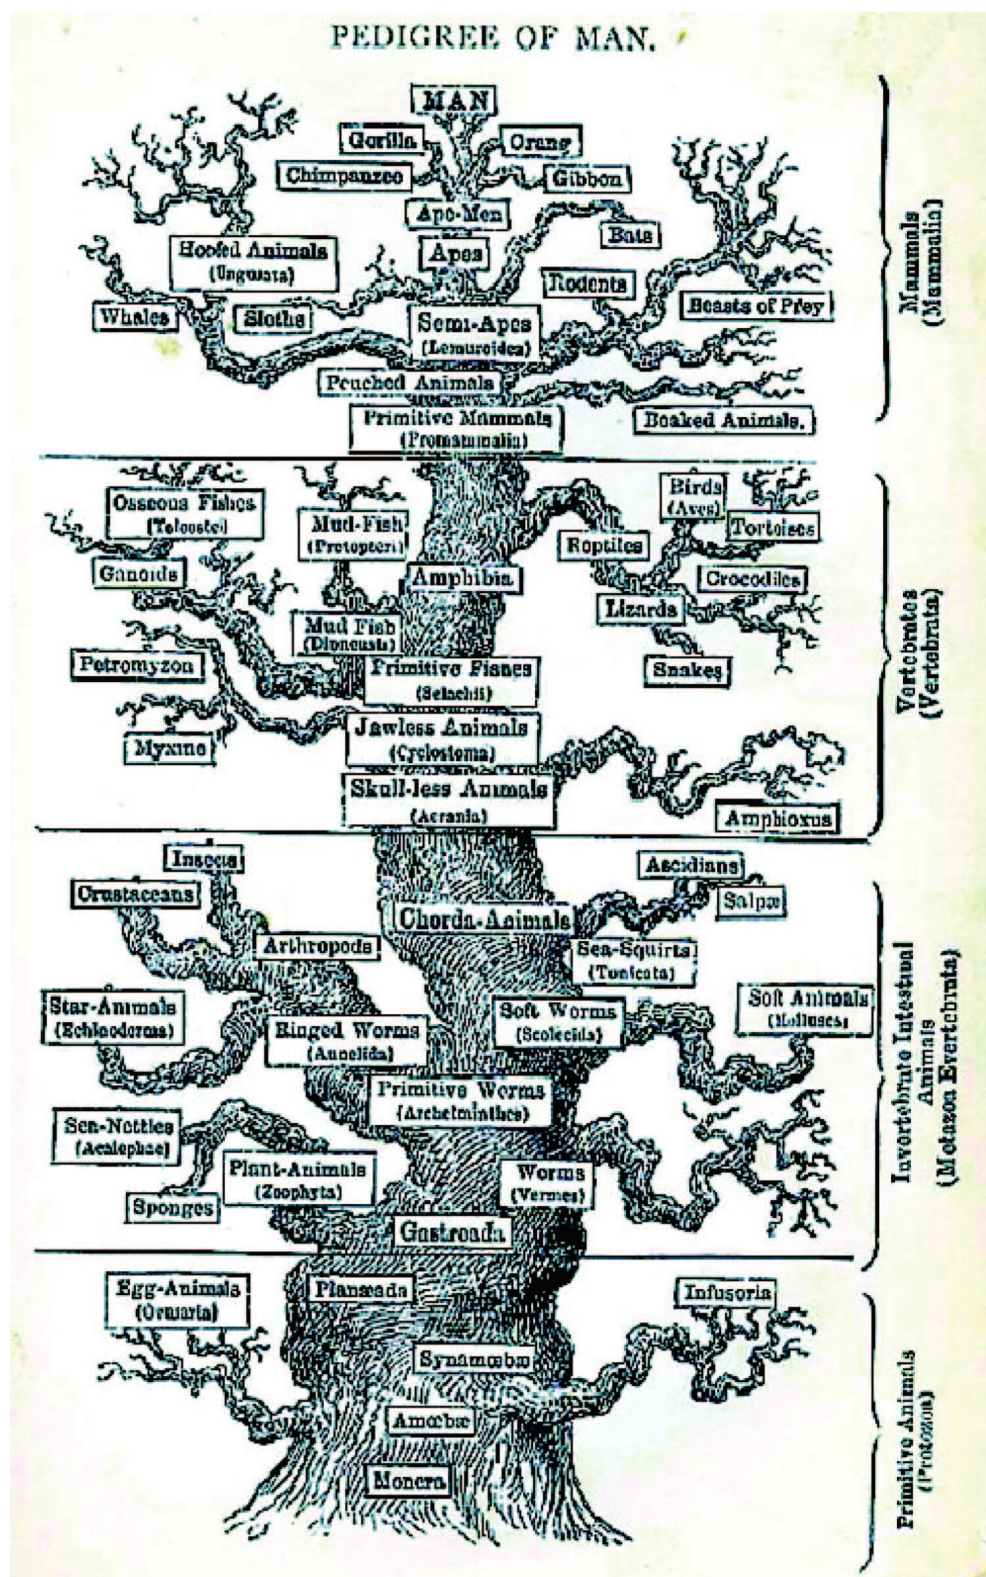 PEDIGREE OF MAN.
MAN
Gorilla
Orang
Chimpanzee
Gibbon
Ape-Men
Bats
Apes
Hoofed Animals
(Ungulata)
Rodents
Beasts of Prey
Whales
Sloths
Semi-Apes
(Lemuroidea)
Pouched Animals
Primitive Mammals
(Promammalia)
Beaked Animals.
Mammals
(Mammalia)
Osseous Fishes
(Teleostei)
Mud-Fish
(Protopteri)
Birds
(Aves)
Tortoises
Reptiles
Ganoids
Amphibia
Crocodiles
Lizards
Mud Fish
(Dipneusta)
Petromyzon
Primitive Fishes
(Selachii)
Snakes
Jawless Animals
(Cyclostoma)
Myxine
Skull-less Animals
(Acrania)
Amphioxus
Vertebrates
(Vertebrata)
Insects
Ascidians
Crustaceans
Salpæ
Chorda-Animals
Arthropods
Sea-Squirts
(Tunicata)
Star-Animals
(Echinoderma)
Soft Animals
(Molluscs)
Soft Worms
(Scolecida)
Ringed Worms
(Annelida)
Primitive Worms
(Archelminthes)
Sea-Nettles
(Acalephae)
Plant-Animals
(Zoophyta)
Worms
(Vermes)
Sponges
Gastreada
Invertebrate Intestinal
Animals
(Metazoa Evertebrata)
Egg-Animals
(Ovularia)
Planæada
Infusoria
Synamœbæ
Amœbæ
Monera
Primitive Animals
(Protozoa)